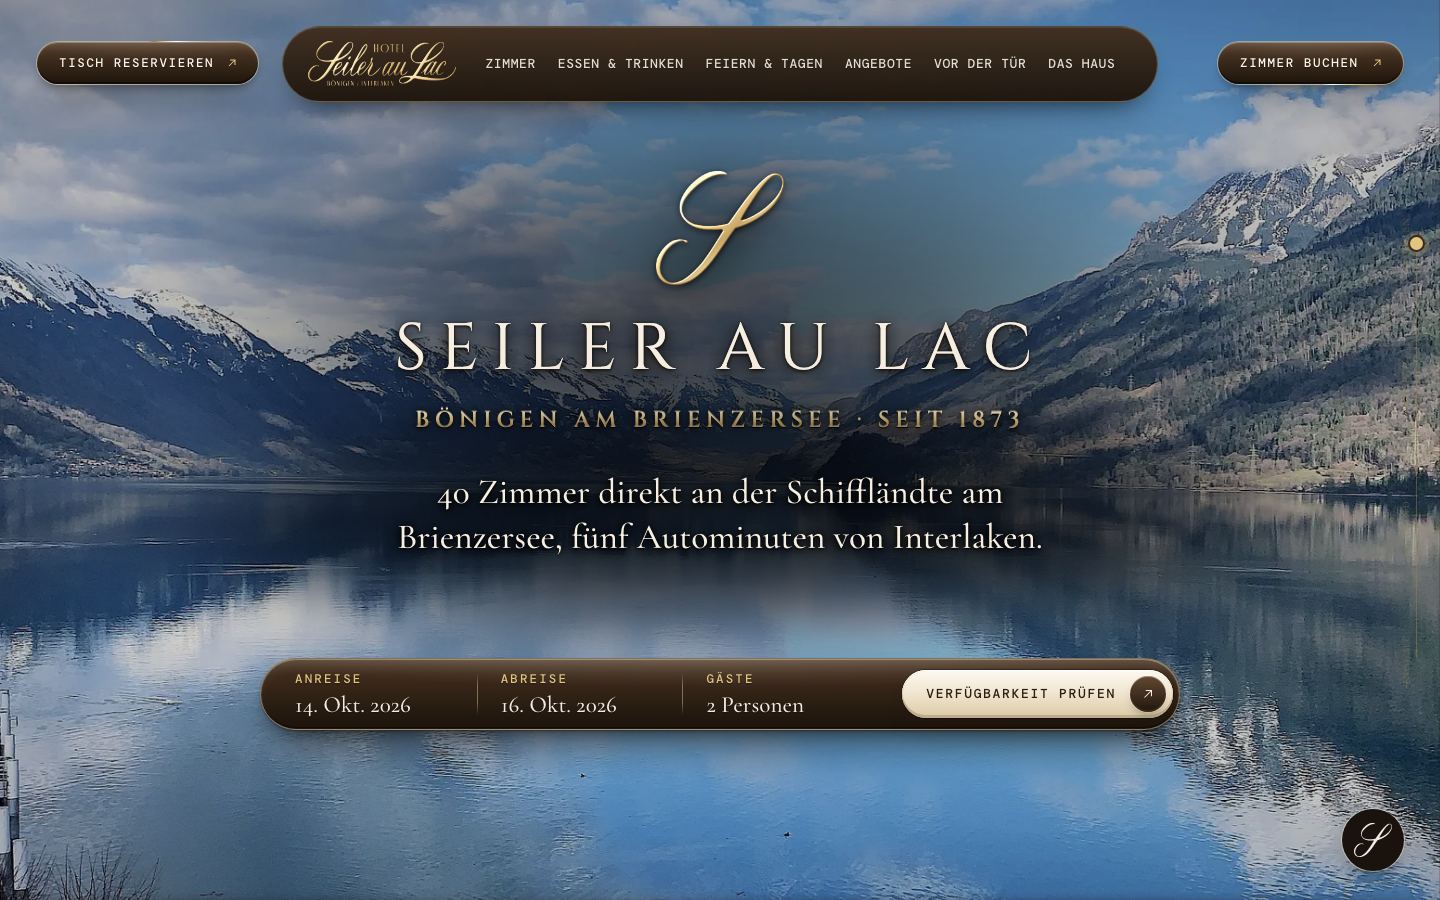 TISCH RESERVIEREN
HOTEL
Seiler au Lac
BÖNIGEN / INTERLAKEN
ZIMMER ESSEN & TRINKEN FEIERN & TAGEN ANGEBOTE VOR DER TÜR DAS HAUS
ZIMMER BUCHEN
S
SEILER AU LAC
BÖNIGEN AM BRIENZERSEE · SEIT 1873
40 Zimmer direkt an der Schiffländte am
Brienzersee, fünf Autominuten von Interlaken.
ANREISE ABREISE GÄSTE
14. Okt. 2026 16. Okt. 2026 2 Personen
VERFÜGBARKEIT PRÜFEN
S